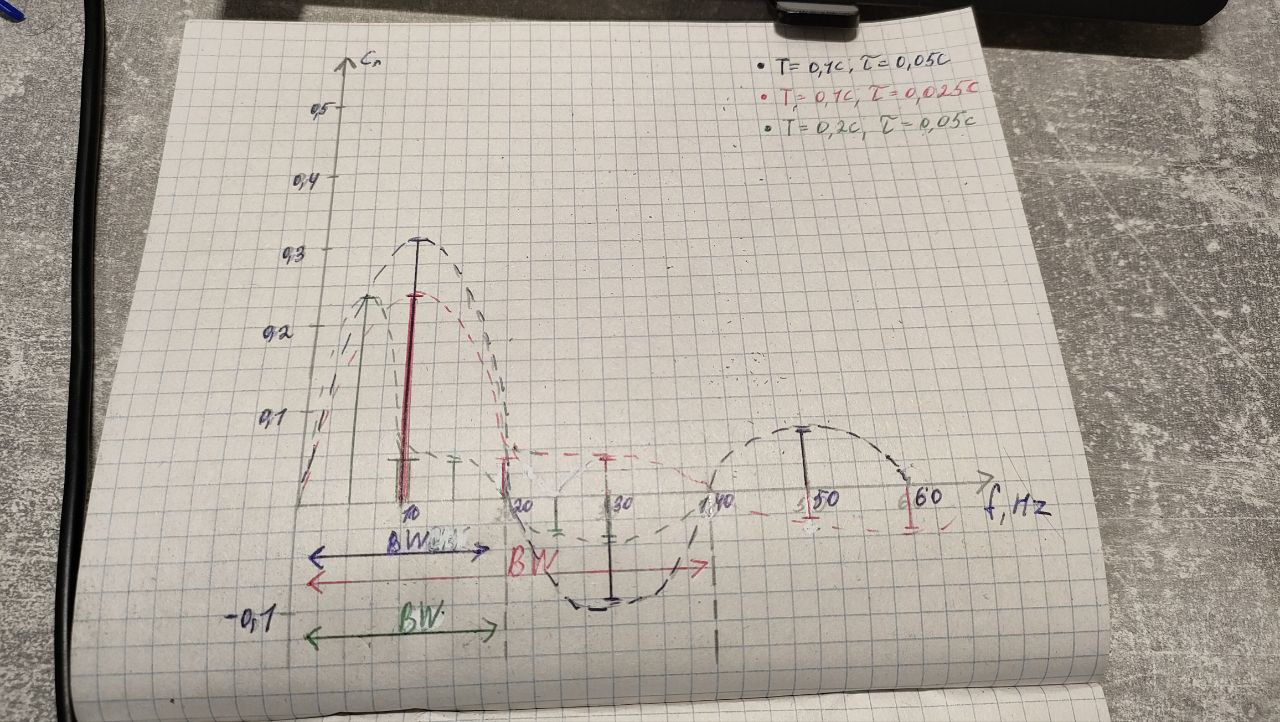 Cn
0,5
0,4
0,3
0,2
0,1
-0,1
• T= 0,1c, τ= 0,05c
• T= 0,1c, τ= 0,025c
• T= 0,2c, τ= 0,05c
10
20
30
40
50
60
f, Hz
BW
BW
BW